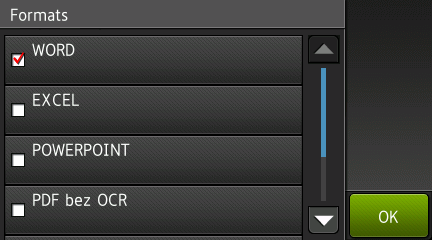 Formats
WORD
EXCEL
POWERPOINT
PDF bez OCR
OK